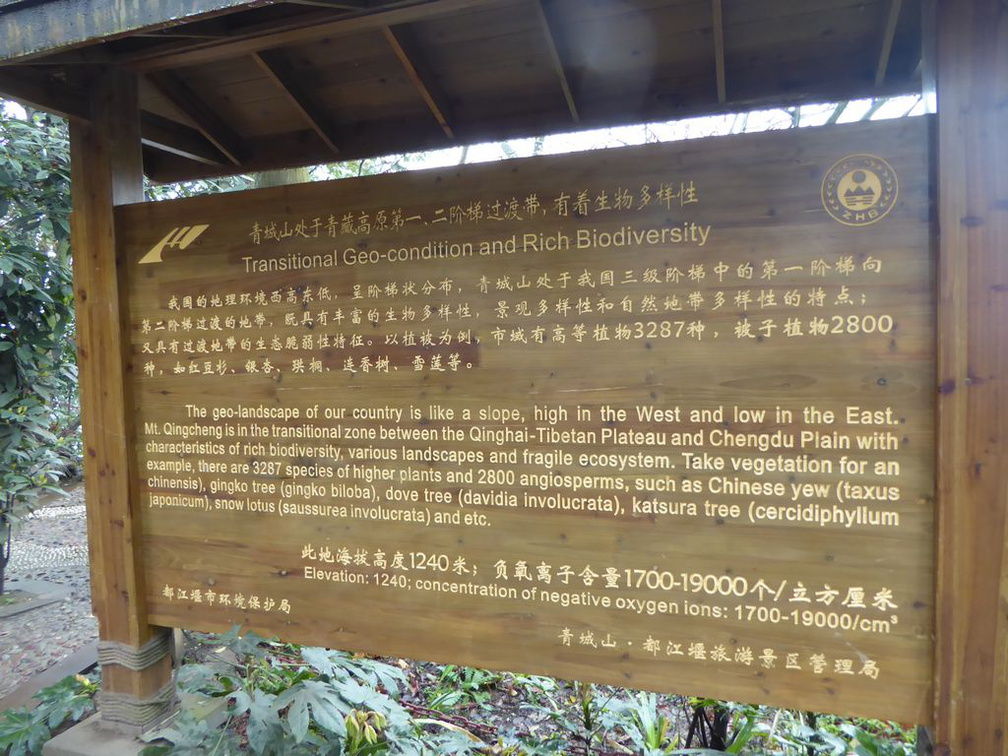 青城山处于青藏高原第一、二阶梯过渡带，有着生物多样性
ZHB
Transitional Geo-condition and Rich Biodiversity
我国的地理环境西高东低，呈阶梯状分布，青城山处于我国三级阶梯中的第一阶梯向
第二阶梯过渡的地带，既具有丰富的生物多样性，景观多样性和自然地带多样性的特点；
又具有过渡地带的生态脆弱性特征。以植被为例，市域有高等植物3287种，被子植物2800
种，如红豆杉、银杏、珙桐、连香树、雪莲等。
The geo-landscape of our country is like a slope, high in the West and low in the East.
Mt. Qingcheng is in the transitional zone between the Qinghai-Tibetan Plateau and Chengdu Plain with
characteristics of rich biodiversity, various landscapes and fragile ecosystem. Take vegetation for an
example, there are 3287 species of higher plants and 2800 angiosperms, such as Chinese yew (taxus
chinensis), gingko tree (gingko biloba), dove tree (davidia involucrata), katsura tree (cercidiphyllum
japonicum), snow lotus (saussurea involucrata) and etc.
此地海拔高度1240米；负氧离子含量1700-19000个/立方厘米
Elevation: 1240; concentration of negative oxygen ions: 1700-19000/cm³
都江堰市环境保护局
青城山·都江堰旅游景区管理局